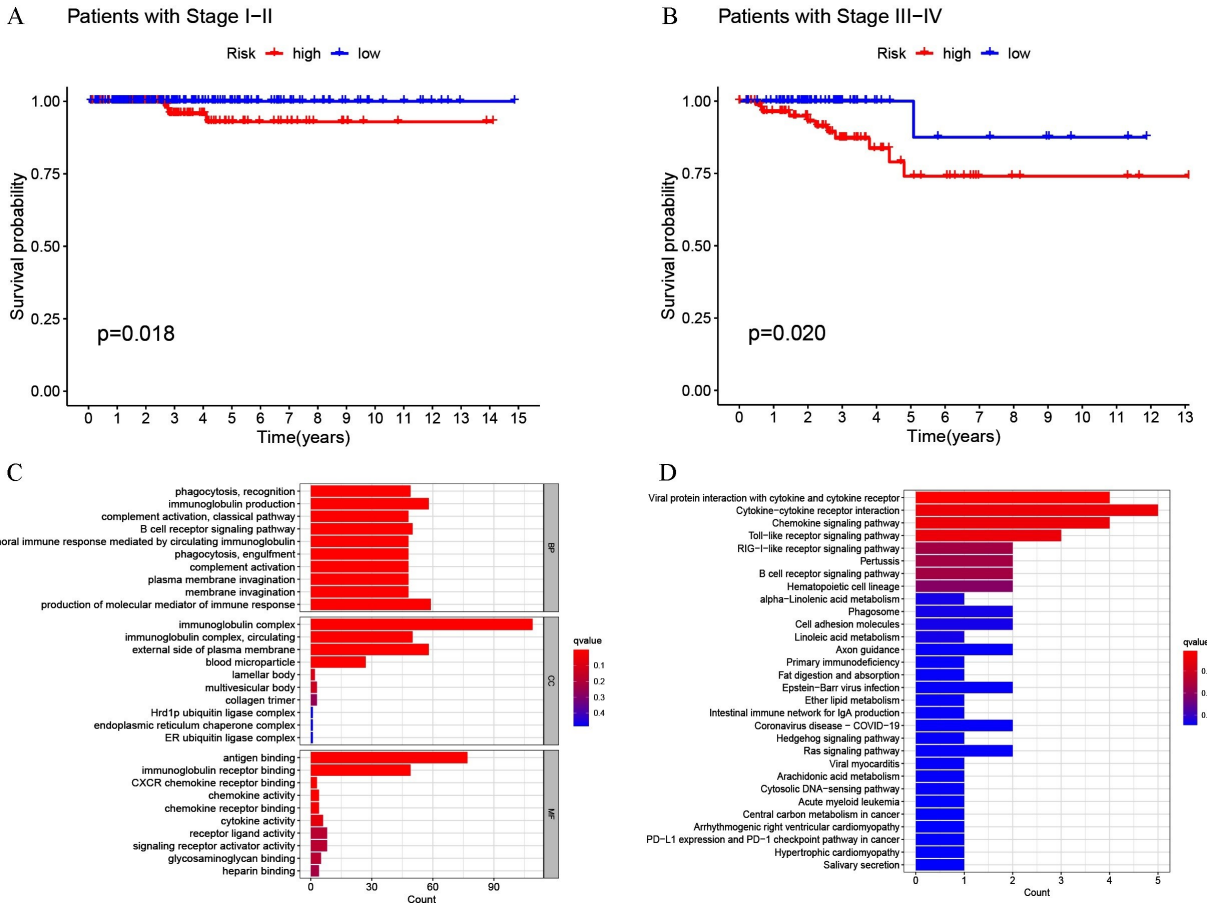 A
Patients with Stage I−II
Risk high low
Survival probability
1.00
0.75
0.50
0.25
0.00
p=0.018
0 1 2 3 4 5 6 7 8 9 10 11 12 13 14 15
Time(years)
B
Patients with Stage III−IV
Risk high low
Survival probability
1.00
0.75
0.50
0.25
0.00
p=0.020
0 1 2 3 4 5 6 7 8 9 10 11 12 13
Time(years)
C
phagocytosis, recognition
immunoglobulin production
complement activation, classical pathway
B cell receptor signaling pathway
immune response mediated by circulating immunoglobulin
phagocytosis, engulfment
complement activation
plasma membrane invagination
membrane invagination
production of molecular mediator of immune response
BP
immunoglobulin complex
immunoglobulin complex, circulating
external side of plasma membrane
blood microparticle
lamellar body
multivesicular body
collagen trimer
Hrd1p ubiquitin ligase complex
endoplasmic reticulum chaperone complex
ER ubiquitin ligase complex
CC
antigen binding
immunoglobulin receptor binding
CXCR chemokine receptor binding
chemokine activity
chemokine receptor binding
cytokine activity
receptor ligand activity
signaling receptor activator activity
glycosaminoglycan binding
heparin binding
MF
0 30 60 90
Count
qvalue
0.1
0.2
0.3
0.4
D
Viral protein interaction with cytokine and cytokine receptor
Cytokine−cytokine receptor interaction
Chemokine signaling pathway
Toll−like receptor signaling pathway
RIG−I−like receptor signaling pathway
Pertussis
B cell receptor signaling pathway
Hematopoietic cell lineage
alpha−Linolenic acid metabolism
Phagosome
Cell adhesion molecules
Linoleic acid metabolism
Axon guidance
Primary immunodeficiency
Fat digestion and absorption
Epstein−Barr virus infection
Ether lipid metabolism
Intestinal immune network for IgA production
Coronavirus disease − COVID−19
Hedgehog signaling pathway
Ras signaling pathway
Viral myocarditis
Arachidonic acid metabolism
Cytosolic DNA−sensing pathway
Acute myeloid leukemia
Central carbon metabolism in cancer
Arrhythmogenic right ventricular cardiomyopathy
PD−L1 expression and PD−1 checkpoint pathway in cancer
Hypertrophic cardiomyopathy
Salivary secretion
0 1 2 3 4 5
Count